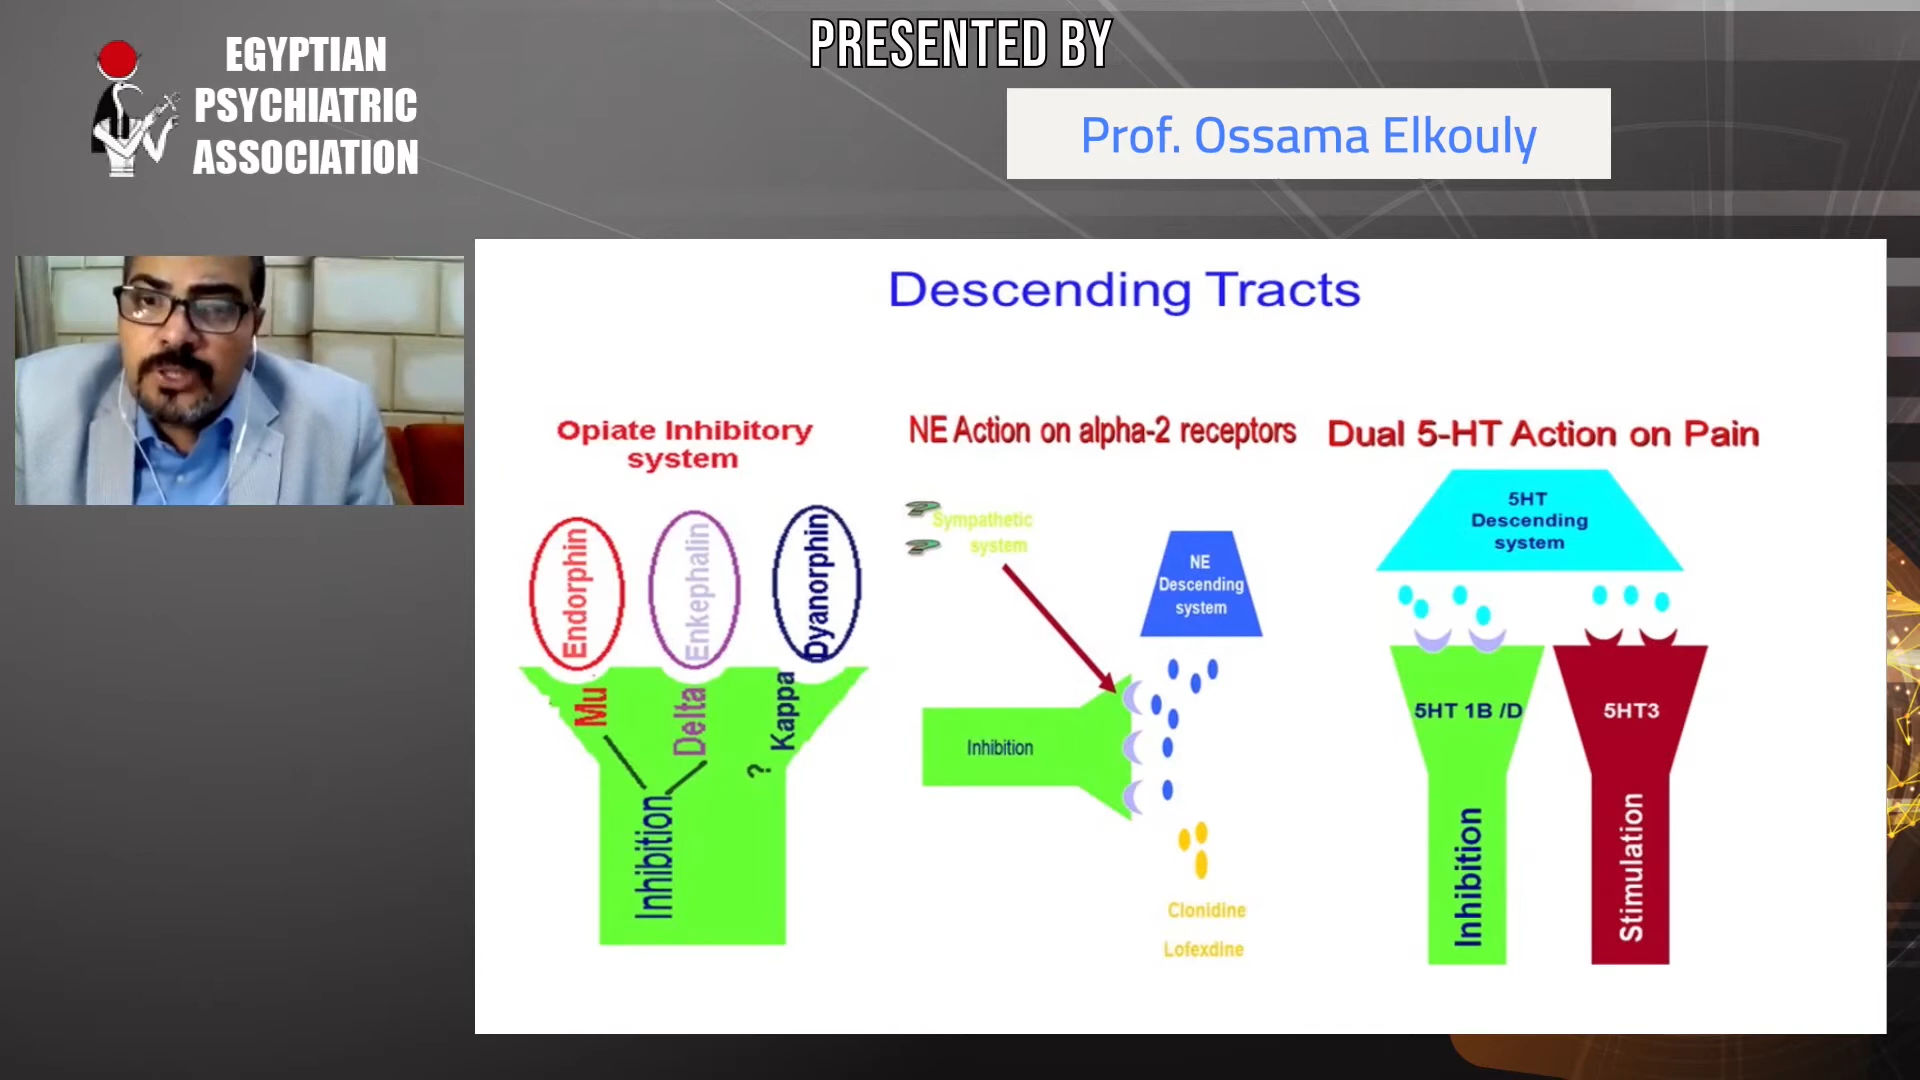 PRESENTED BY
EGYPTIAN
PSYCHIATRIC
ASSOCIATION
Prof. Ossama Elkouly
Descending Tracts
Opiate Inhibitory
system
Endorphin
Enkephalin
Dyanorphin
Mu
Delta
Kappa
?
Inhibition
NE Action on alpha-2 receptors
Sympathetic
system
NE
Descending
system
Inhibition
Clonidine
Lofexdine
Dual 5-HT Action on Pain
5HT
Descending
system
5HT 1B /D
5HT3
Inhibition
Stimulation